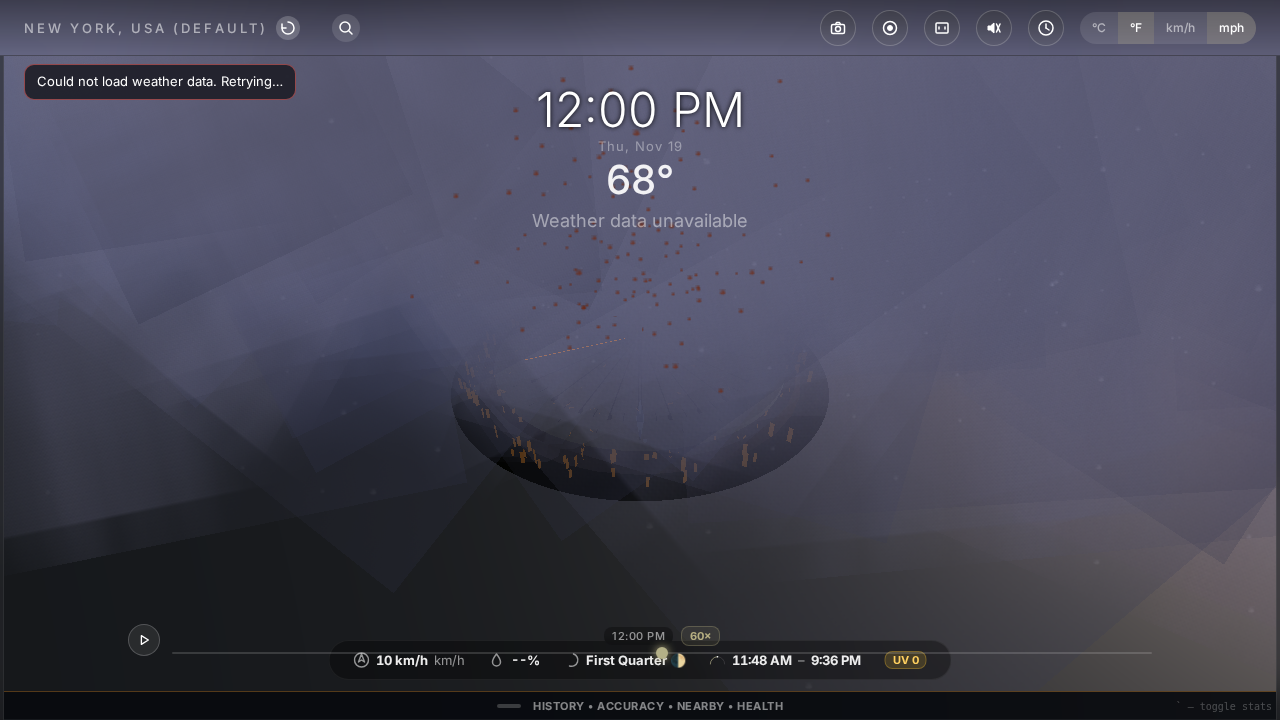 NEW YORK, USA (DEFAULT)
°C °F km/h mph
Could not load weather data. Retrying...
12:00 PM
Thu, Nov 19
68°
Weather data unavailable
12:00 PM 60×
10 km/h km/h --% First Quarter 11:48 AM – 9:36 PM UV 0
HISTORY • ACCURACY • NEARBY • HEALTH
` — toggle stats